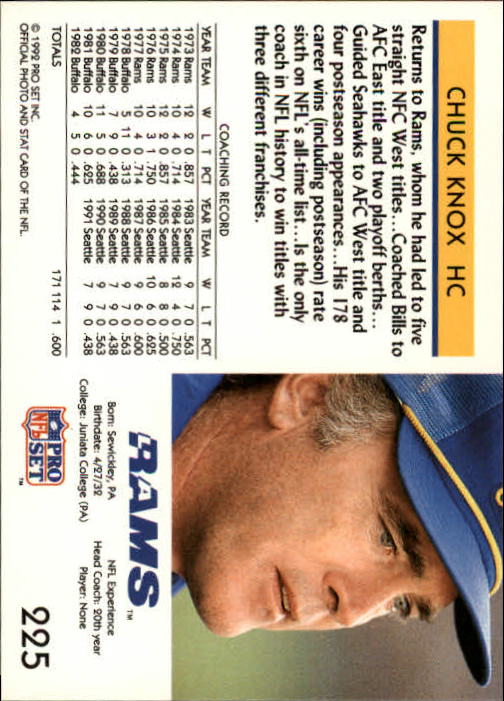 CHUCK KNOX HC
Returns to Rams, whom he had led to five
straight NFC West titles...Coached Bills to
AFC East title and two playoff berths...
Guided Seahawks to AFC West title and
four postseason appearances...His 178
career wins (including postseason) rate
sixth on NFL's all-time list...Is the only
coach in NFL history to win titles with
three different franchises.
COACHING RECORD
YEAR TEAM W L T PCT YEAR TEAM W L T PCT
1973 Rams 12 2 0 .857 1983 Seattle 9 7 0 .563
1974 Rams 10 4 0 .714 1984 Seattle 12 4 0 .750
1975 Rams 12 2 0 .857 1985 Seattle 8 8 0 .500
1976 Rams 10 3 1 .750 1986 Seattle 10 6 0 .625
1977 Rams 10 4 0 .714 1987 Seattle 9 6 0 .600
1978 Buffalo 5 11 0 .313 1988 Seattle 9 7 0 .563
1979 Buffalo 7 9 0 .438 1989 Seattle 7 9 0 .438
1980 Buffalo 11 5 0 .688 1990 Seattle 9 7 0 .563
1981 Buffalo 10 6 0 .625 1991 Seattle 7 9 0 .438
1982 Buffalo 4 5 0 .444
TOTALS 171 114 1 .600
© 1992 PRO SET INC.
OFFICIAL PHOTO AND STAT CARD OF THE NFL.
RAMS™
Born: Sewickley, PA
Birthdate: 4/27/32
College: Juniata College (PA)
NFL Experience
Head Coach: 20th year
Player: None
PRO
NFL
SET
™
225